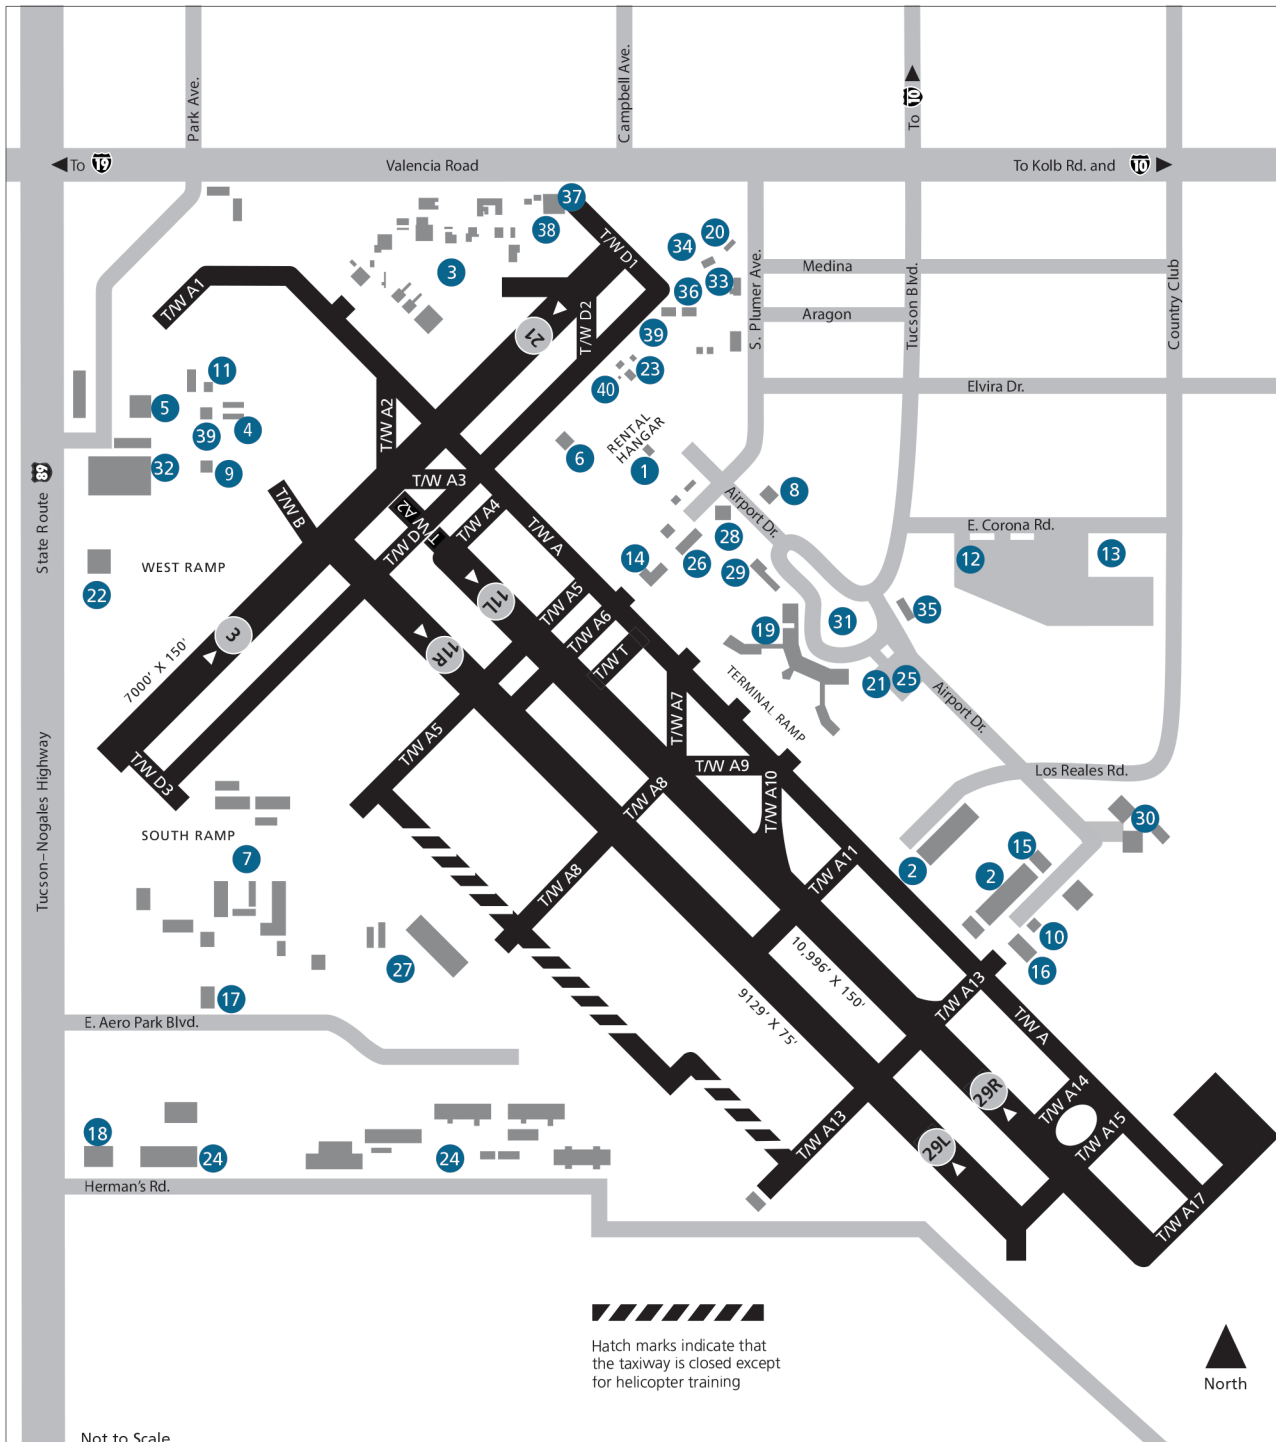 Park Ave.
Campbell Ave.
To 10
To 19
Valencia Road
To Kolb Rd. and 10
37
38
T/W D1
34
20
3
36
33
S. Plumer Ave.
Medina
Tucson Blvd.
Country Club
T/W A1
21
T/W D2
39
Aragon
11
23
40
Elvira Dr.
5
39
4
T/W A2
RENTAL
HANGAR
6
1
32
9
State Route 89
T/W A3
T/W B
T/W A2
T/W A4
T/W D
T/W A
Airport Dr.
8
28
E. Corona Rd.
12
13
WEST RAMP
22
14
26
29
11L
T/W A5
T/W A6
T/W T
3
11R
19
31
35
7000' X 150'
TERMINAL RAMP
21
25
Airport Dr.
T/W A7
T/W A5
T/W D3
T/W A9
T/W A10
T/W A8
Los Reales Rd.
Tucson–Nogales Highway
SOUTH RAMP
7
30
15
2
2
T/W A11
T/W A8
10
16
27
10,996' X 150'
9129' X 75'
T/W A13
T/W A
17
E. Aero Park Blvd.
29R
T/W A14
T/W A15
T/W A13
29L
18
24
24
Herman's Rd.
T/W A17
Hatch marks indicate that
the taxiway is closed except
for helicopter training
North
Not to Scale